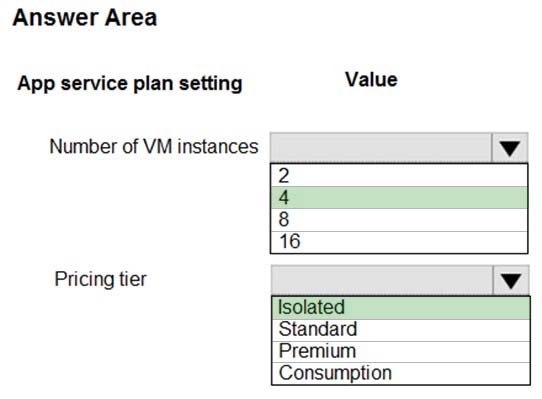 Answer Area
App service plan setting
Value
Number of VM instances
2
4
8
16
Pricing tier
Isolated
Standard
Premium
Consumption